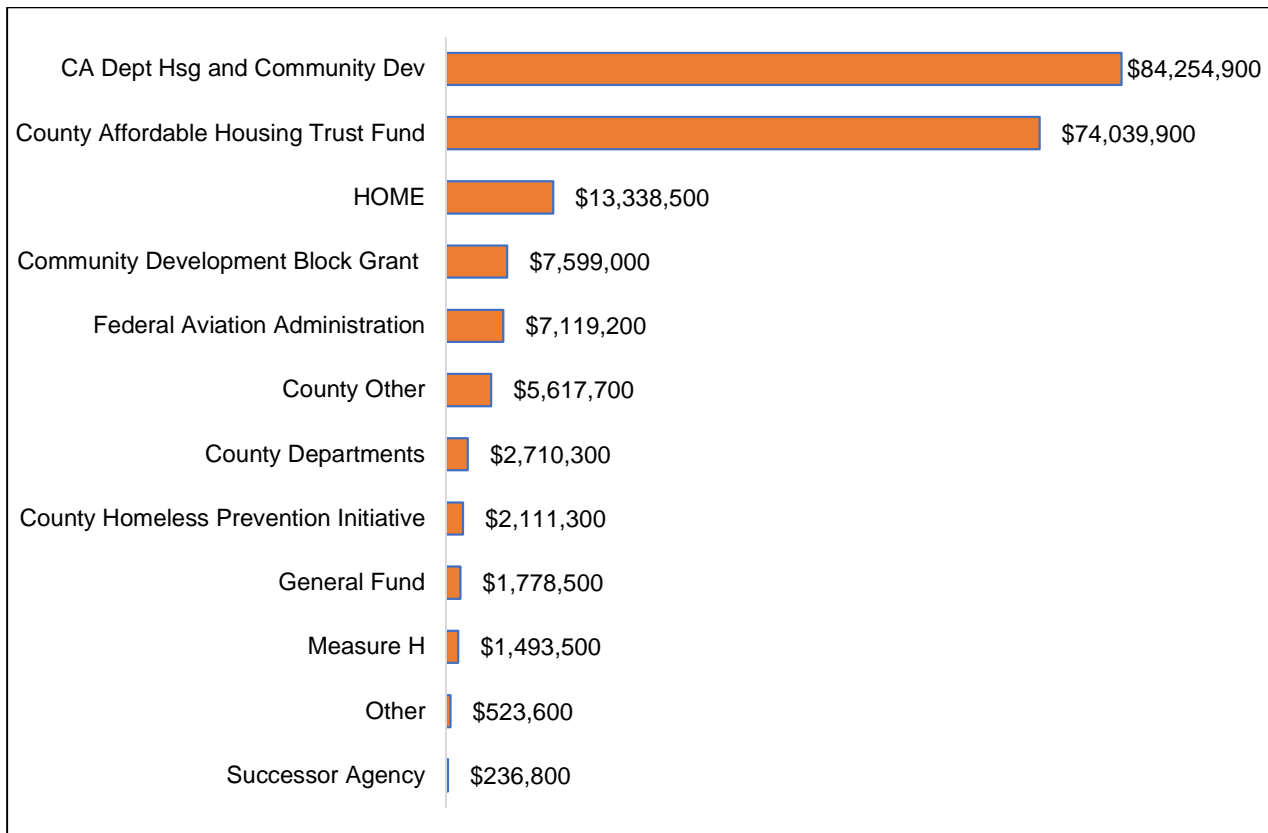 CA Dept Hsg and Community Dev $84,254,900
County Affordable Housing Trust Fund $74,039,900
HOME $13,338,500
Community Development Block Grant $7,599,000
Federal Aviation Administration $7,119,200
County Other $5,617,700
County Departments $2,710,300
County Homeless Prevention Initiative $2,111,300
General Fund $1,778,500
Measure H $1,493,500
Other $523,600
Successor Agency $236,800